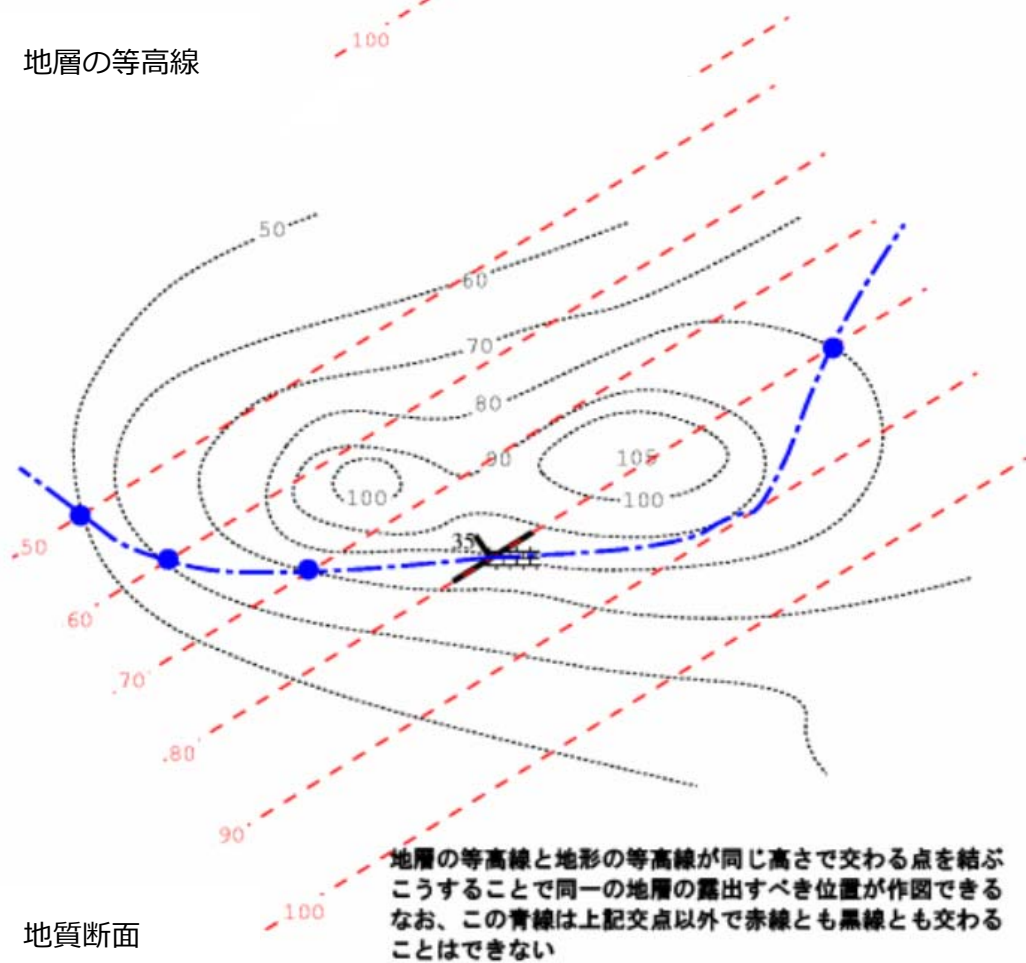 100
地層の等高線
50
60
70
80
90
105
100
100
35
50
60
70
80
90
100
地層の等高線と地形の等高線が同じ高さで交わる点を結ぶ
こうすることで同一の地層の露出すべき位置が作図できる
なお、この青線は上記交点以外で赤線とも黒線とも交わる
ことはできない
地質断面